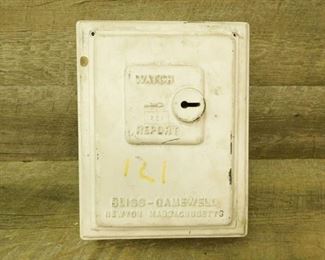 WATCH
REPORT
121
BLISS-GAMEWELL
NEWTON MASSACHUSETTS